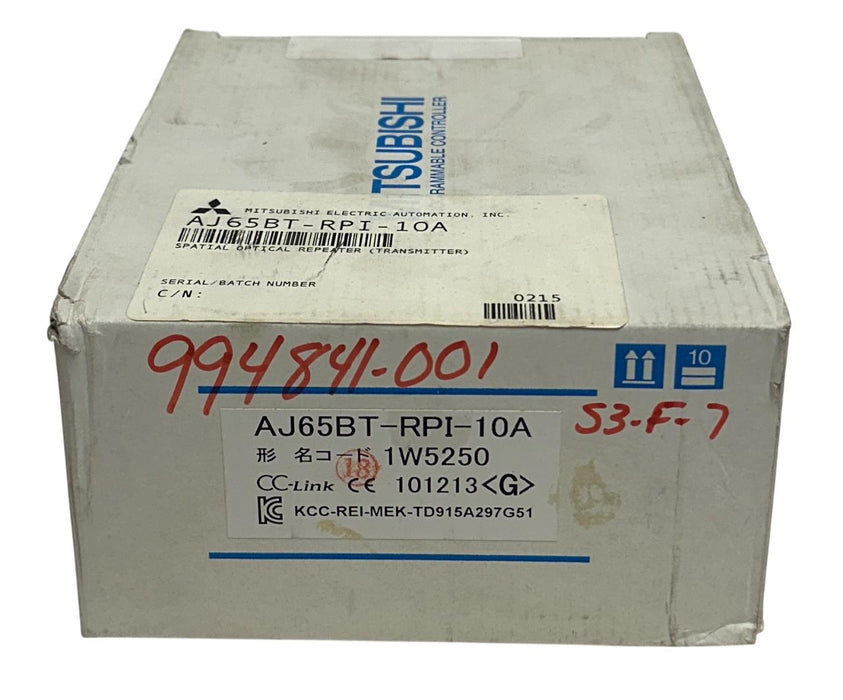 TSUBISHI
RAMMABLE CONTROLLER
MITSUBISHI ELECTRIC AUTOMATION, INC.
AJ65BT-RPI-10A
SPATIAL OPTICAL REPEATER (TRANSMITTER)
SERIAL/BATCH NUMBER
C/N:
0215
994841-001
10
S3-F-7
AJ65BT-RPI-10A
形 名コード 1W5250
18
CC-Link CE 101213<G>
KCC-REI-MEK-TD915A297G51